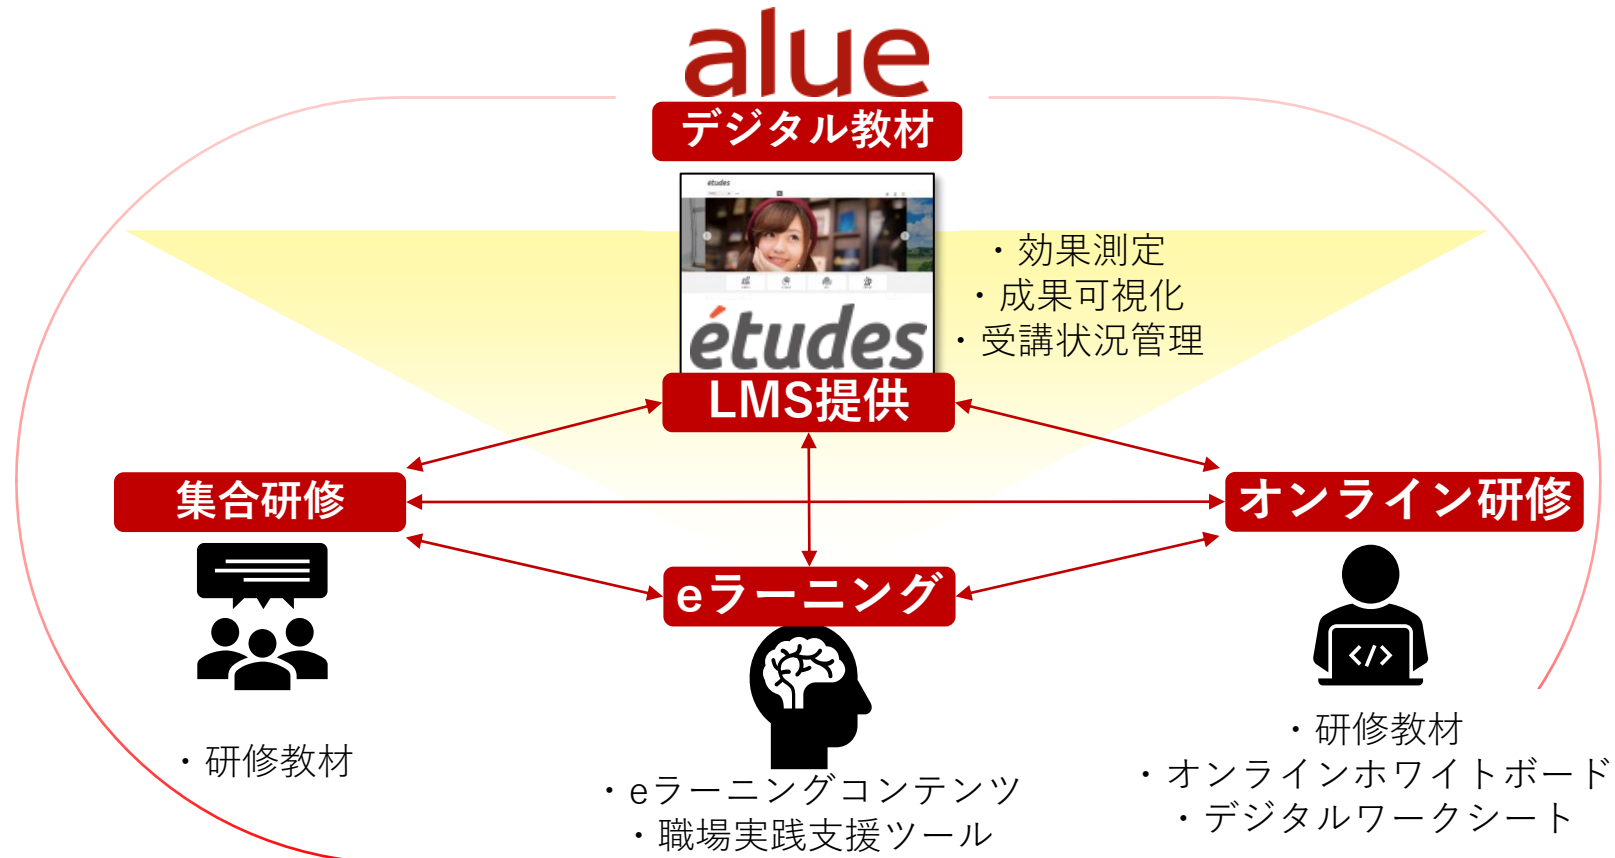 alue
デジタル教材
études
études
・効果測定
・成果可視化
・受講状況管理
LMS提供
集合研修
オンライン研修
eラーニング
</>
・研修教材
・eラーニングコンテンツ
・職場実践支援ツール
・研修教材
・オンラインホワイトボード
・デジタルワークシート